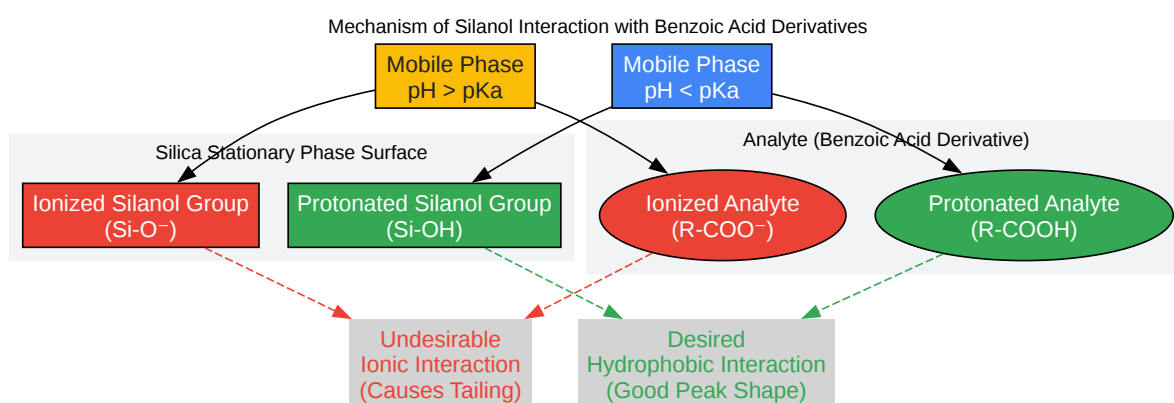 Mechanism of Silanol Interaction with Benzoic Acid Derivatives
Mobile Phase
pH > pKa
Mobile Phase
pH < pKa
Silica Stationary Phase Surface
Analyte (Benzoic Acid Derivative)
Ionized Silanol Group
(Si-O⁻)
Protonated Silanol Group
(Si-OH)
Ionized Analyte
(R-COO⁻)
Protonated Analyte
(R-COOH)
Undesirable
Ionic Interaction
(Causes Tailing)
Desired
Hydrophobic Interaction
(Good Peak Shape)